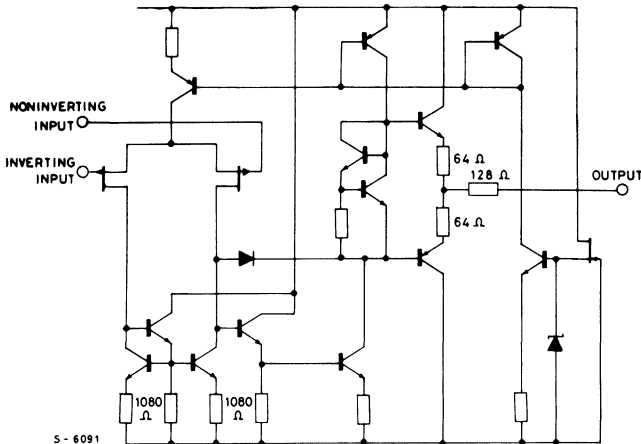 NONINVERTING
INPUT
INVERTING
INPUT
64 Ω
128 Ω
OUTPUT
64 Ω
1080
Ω
1080
Ω
S-6091